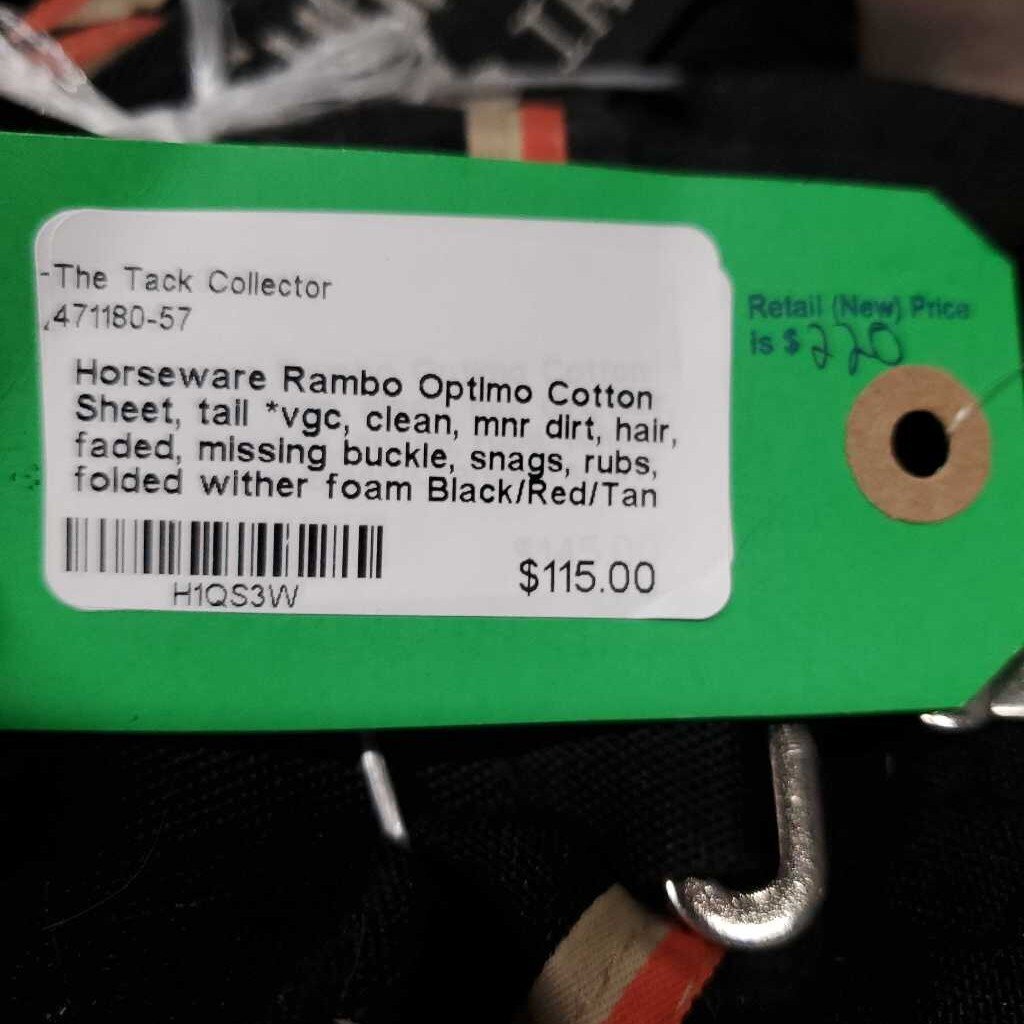 -The Tack Collector
471180-57
Horseware Rambo Optimo Cotton
Sheet, tail *vgc, clean, mnr dirt, hair,
faded, missing buckle, snags, rubs,
folded wither foam Black/Red/Tan
H1QS3W
$115.00
Retail (New) Price
is $ 220